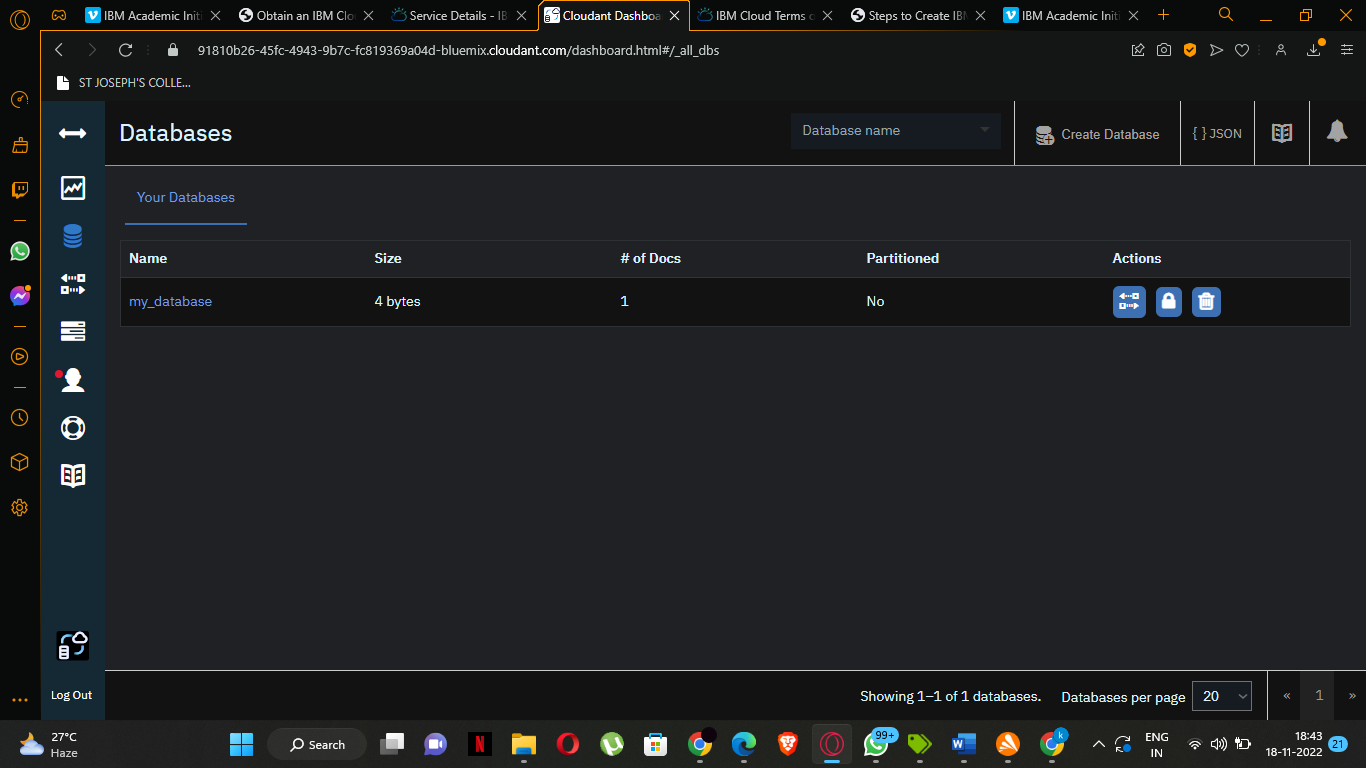 IBM Academic Initi
Obtain an IBM Clo
Service Details - IB
Cloudant Dashboa
IBM Cloud Terms o
Steps to Create IBM
IBM Academic Initi
91810b26-45fc-4943-9b7c-fc819369a04d-bluemix.cloudant.com/dashboard.html#/_all_dbs
ST JOSEPH'S COLLE...
Databases
Database name
Create Database
{ } JSON
Your Databases
Name Size # of Docs Partitioned Actions
my_database 4 bytes 1 No
Log Out
Showing 1–1 of 1 databases.
Databases per page 20
« 1 »
27°C
Haze
Search
99+
k
ENG
IN
18:43
18-11-2022
21